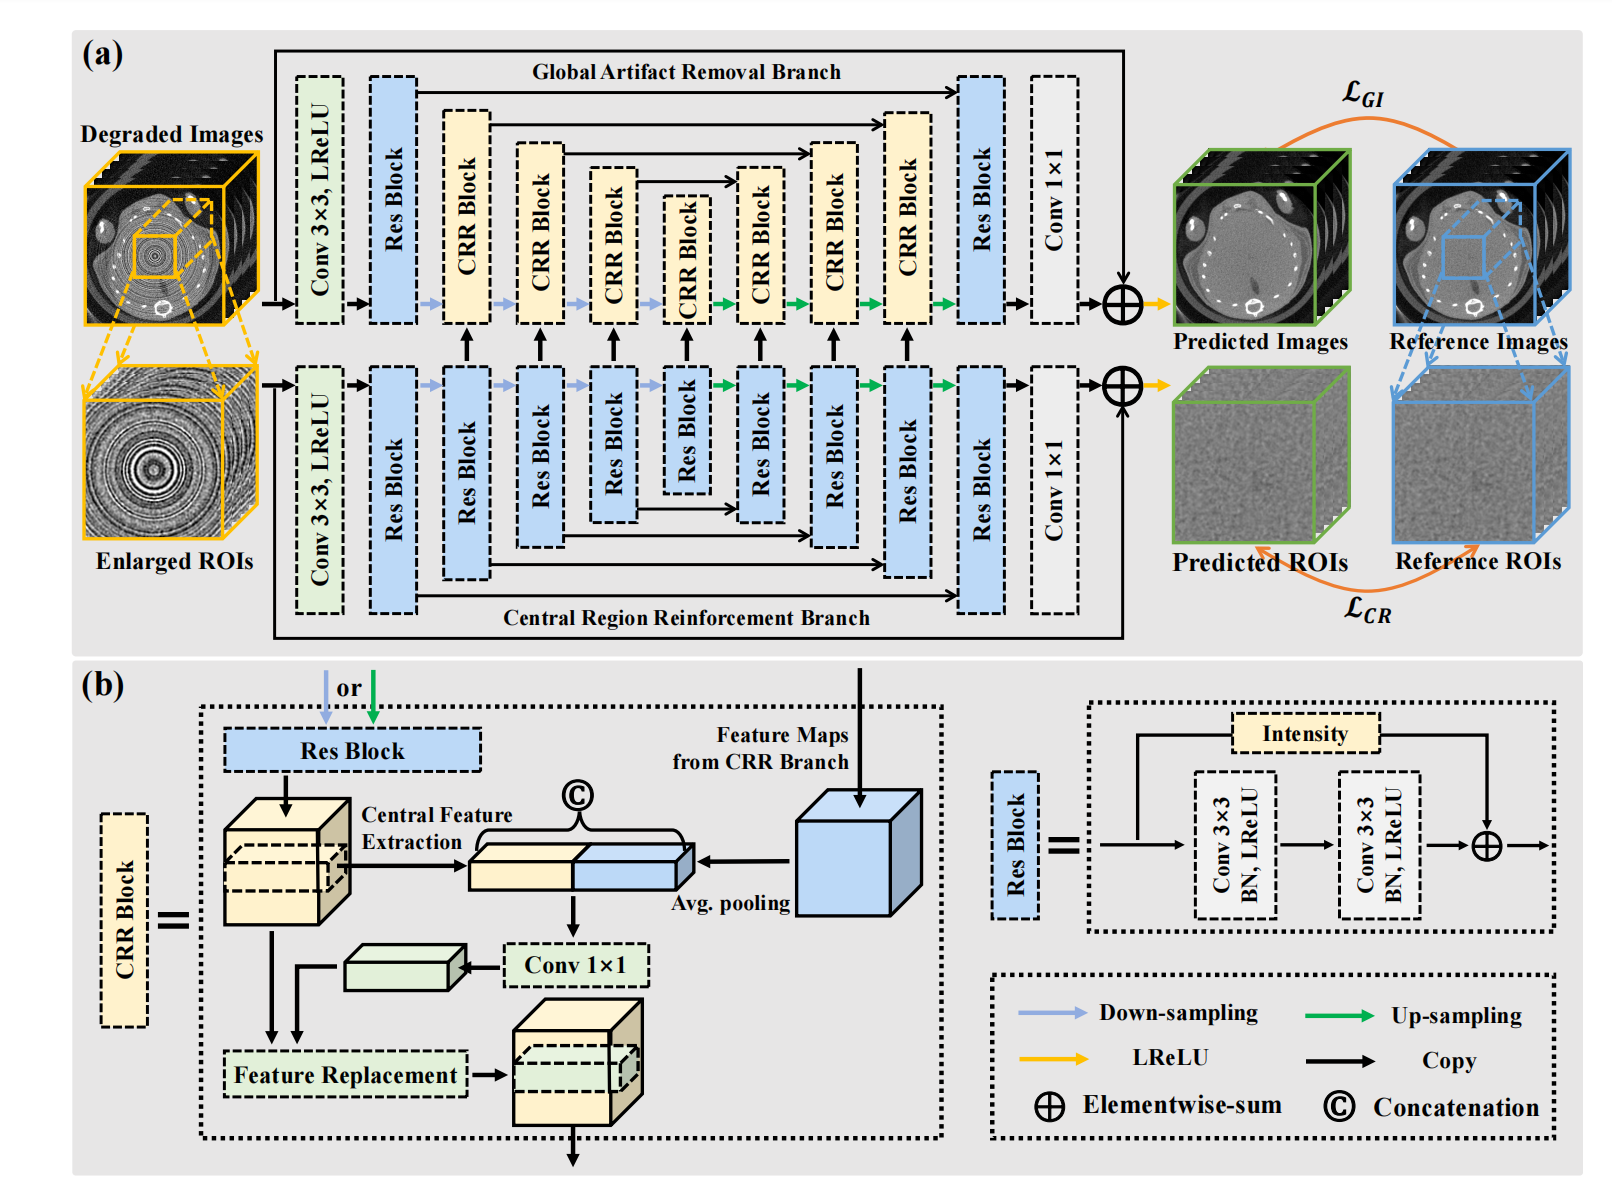 (a)
Global Artifact Removal Branch
Degraded Images
Conv 3×3, LReLU
Res Block
CRR Block
CRR Block
CRR Block
CRR Block
CRR Block
CRR Block
CRR Block
Res Block
Conv 1×1
ℒGI
Predicted Images
Reference Images
Enlarged ROIs
Conv 3×3, LReLU
Res Block
Res Block
Res Block
Res Block
Res Block
Res Block
Res Block
Res Block
Res Block
Conv 1×1
Central Region Reinforcement Branch
Predicted ROIs
Reference ROIs
ℒCR
(b)
or
Res Block
Feature Maps
from CRR Branch
©
Central Feature
Extraction
Avg. pooling
CRR Block
=
Conv 1×1
Feature Replacement
Res Block
=
Intensity
Conv 3×3
BN, LReLU
Conv 3×3
BN, LReLU
Down-sampling
Up-sampling
LReLU
Copy
Elementwise-sum
© Concatenation